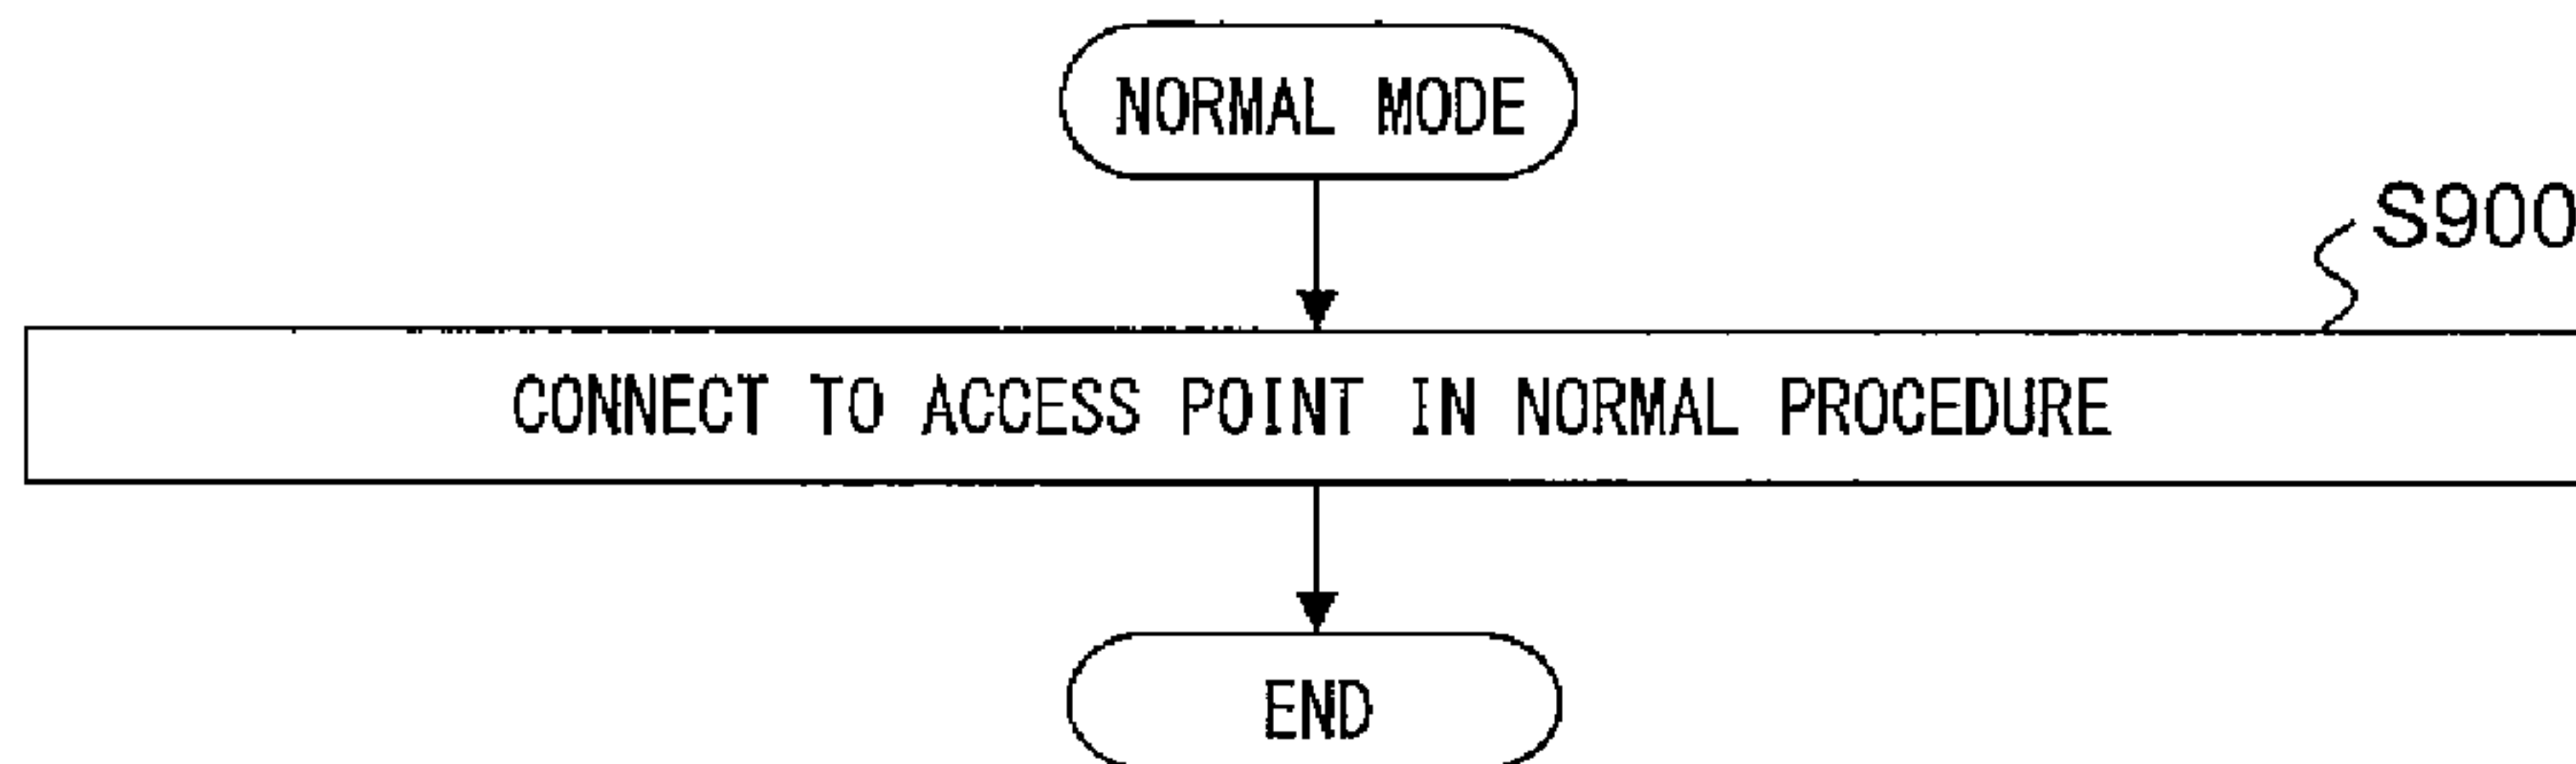 NORMAL MODE
S900
CONNECT TO ACCESS POINT IN NORMAL PROCEDURE
END